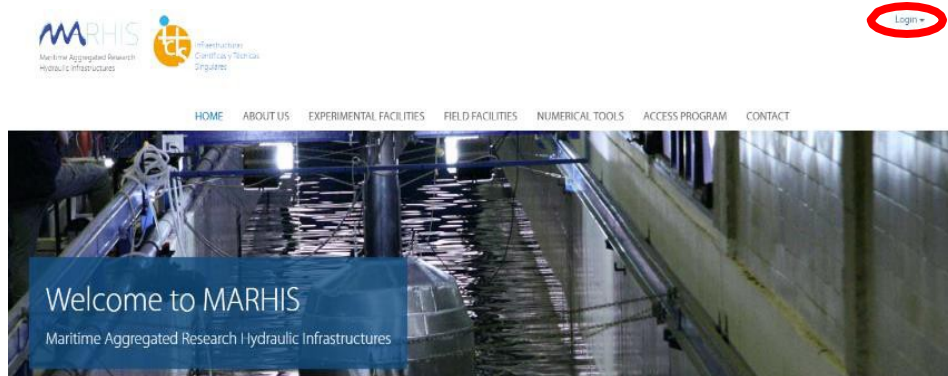 Login
MARHIS
Maritime Aggregated Research
Hydraulic Infrastructures
icts
Infraestructuras
Científicas y Técnicas
Singulares
HOME ABOUT US EXPERIMENTAL FACILITIES FIELD FACILITIES NUMERICAL TOOLS ACCESS PROGRAM CONTACT
Welcome to MARHIS
Maritime Aggregated Research Hydraulic Infrastructures